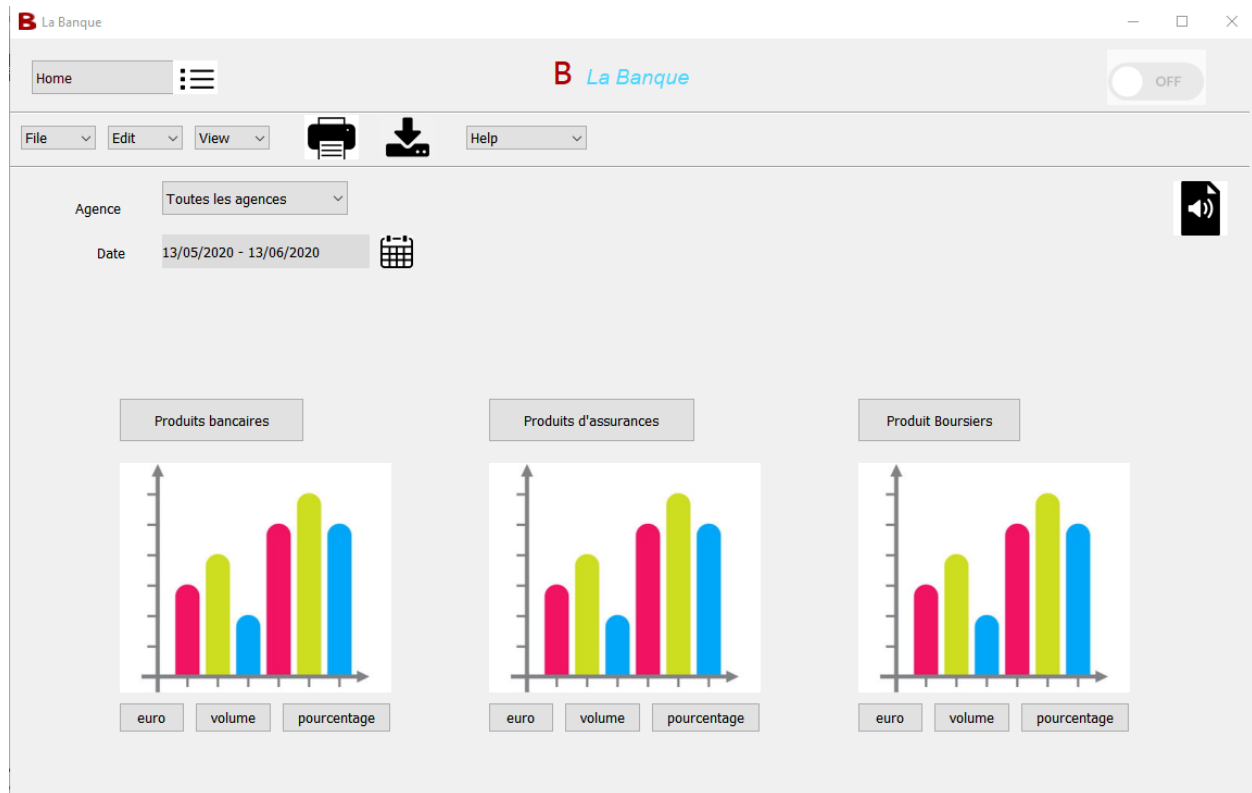 B La Banque
Home
B La Banque
OFF
File Edit View Help
Agence Toutes les agences
Date 13/05/2020 - 13/06/2020
Produits bancaires Produits d'assurances Produit Boursiers
euro volume pourcentage euro volume pourcentage euro volume pourcentage